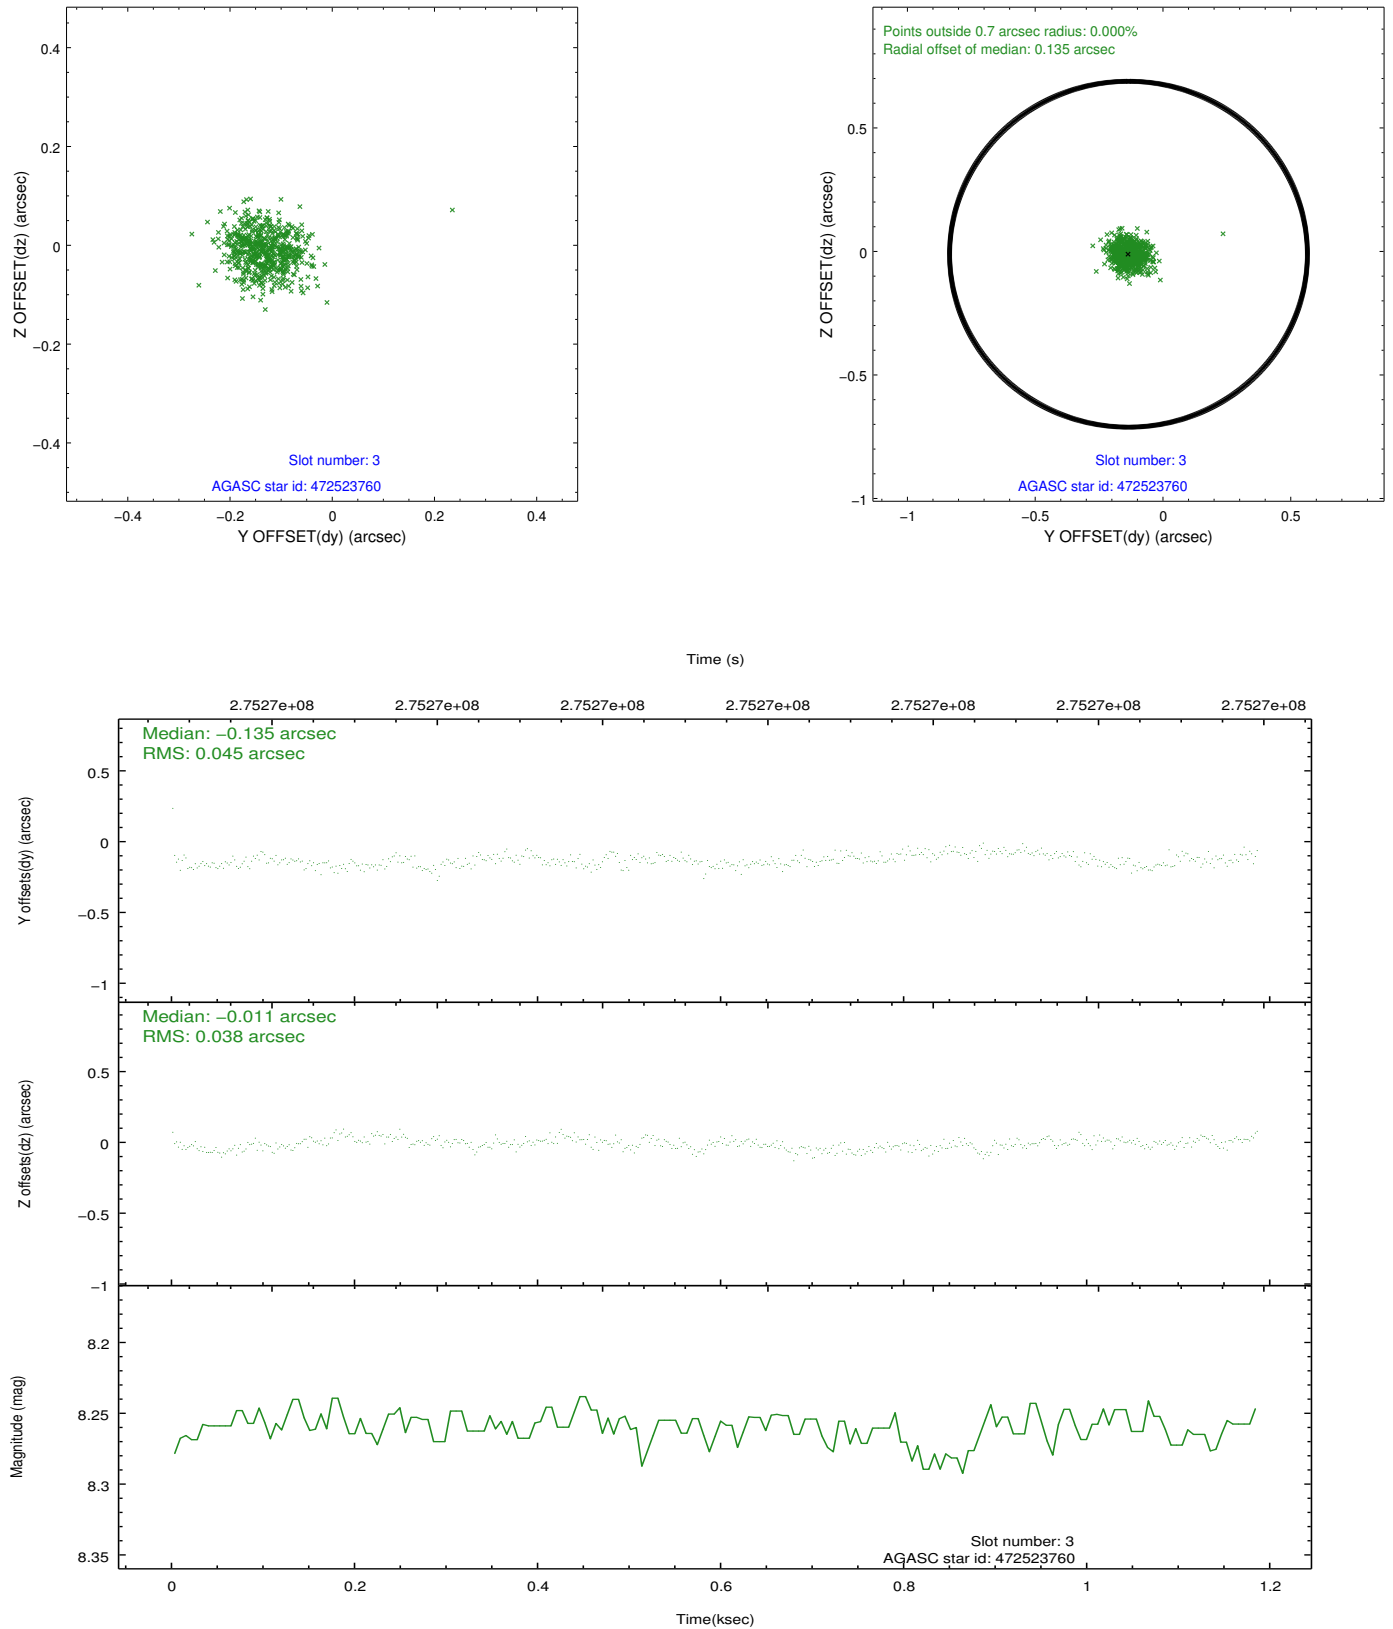 0.4
0.2
0
−0.2
−0.4
Z OFFSET(dz) (arcsec)
Slot number: 3
AGASC star id: 472523760
−0.4 −0.2 0 0.2 0.4
Y OFFSET(dy) (arcsec)
Points outside 0.7 arcsec radius: 0.000%
Radial offset of median: 0.135 arcsec
0.5
0
−0.5
−1
Z OFFSET(dz) (arcsec)
Slot number: 3
AGASC star id: 472523760
−1 −0.5 0 0.5
Y OFFSET(dy) (arcsec)
Time (s)
2.7527e+08 2.7527e+08 2.7527e+08 2.7527e+08 2.7527e+08 2.7527e+08 2.7527e+08
Median: −0.135 arcsec
RMS: 0.045 arcsec
0.5
0
−0.5
−1
Y offsets(dy) (arcsec)
Median: −0.011 arcsec
RMS: 0.038 arcsec
0.5
0
−0.5
−1
Z offsets(dz) (arcsec)
8.2
8.25
8.3
8.35
Magnitude (mag)
Slot number: 3
AGASC star id: 472523760
0 0.2 0.4 0.6 0.8 1 1.2
Time(ksec)